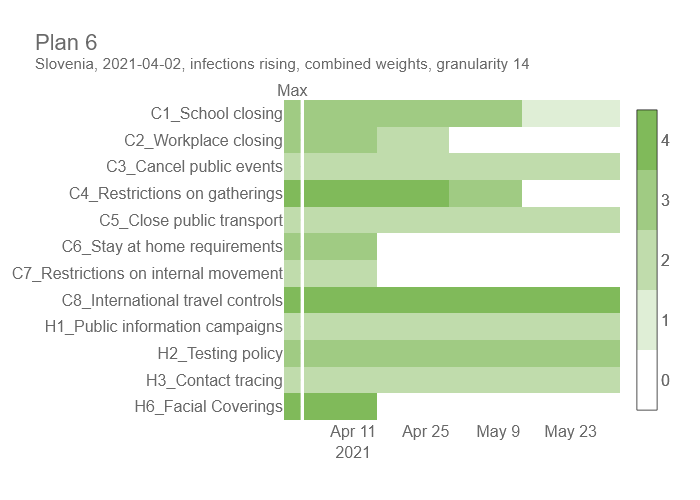 Plan 6
Slovenia, 2021-04-02, infections rising, combined weights, granularity 14
Max
C1_School closing
C2_Workplace closing
C3_Cancel public events
C4_Restrictions on gatherings
C5_Close public transport
C6_Stay at home requirements
C7_Restrictions on internal movement
C8_International travel controls
H1_Public information campaigns
H2_Testing policy
H3_Contact tracing
H6_Facial Coverings
Apr 11
2021
Apr 25
May 9
May 23
4
3
2
1
0